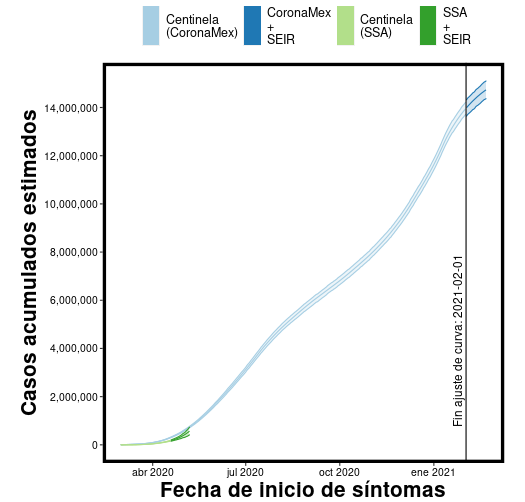 Centinela
(CoronaMex)
CoronaMex
+
SEIR
Centinela
(SSA)
SSA
+
SEIR
Casos acumulados estimados
14,000,000
12,000,000
10,000,000
8,000,000
6,000,000
4,000,000
2,000,000
0
Fin ajuste de curva: 2021-02-01
abr 2020
jul 2020
oct 2020
ene 2021
Fecha de inicio de síntomas